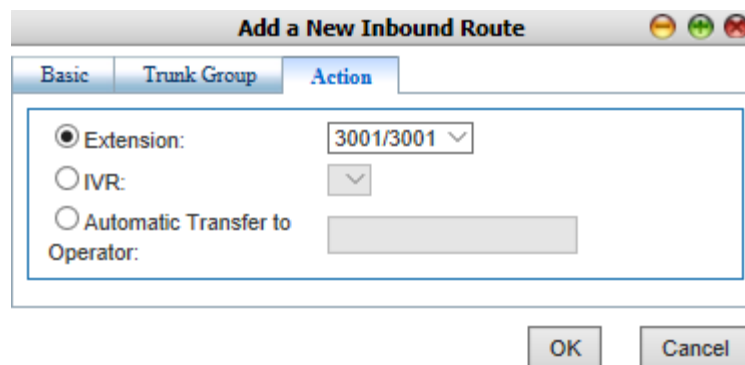 Add a New Inbound Route
Basic Trunk Group Action
Extension: 3001/3001
IVR:
Automatic Transfer to
Operator:
OK Cancel